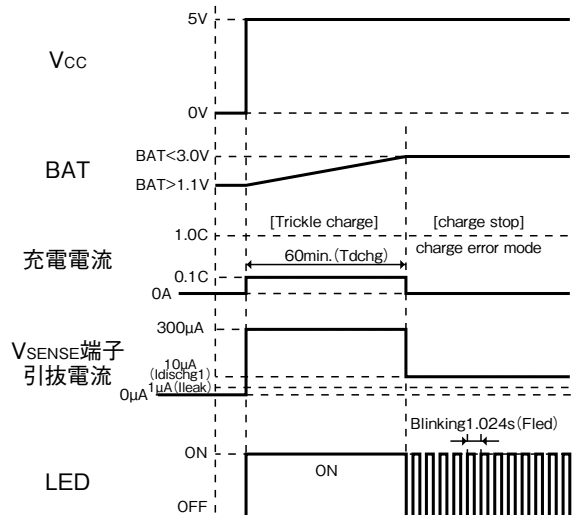 5V
VCC
0V
BAT<3.0V
BAT
BAT>1.1V
[Trickle charge]
[charge stop]
1.0C
charge error mode
60min.(Tdchg)
充電電流
0.1C
0A
300μA
VSENSE端子
引抜電流
10μA
(Idischg1)
1μA(Ileak)
0μA
Blinking1.024s(Fled)
ON
LED
ON
OFF